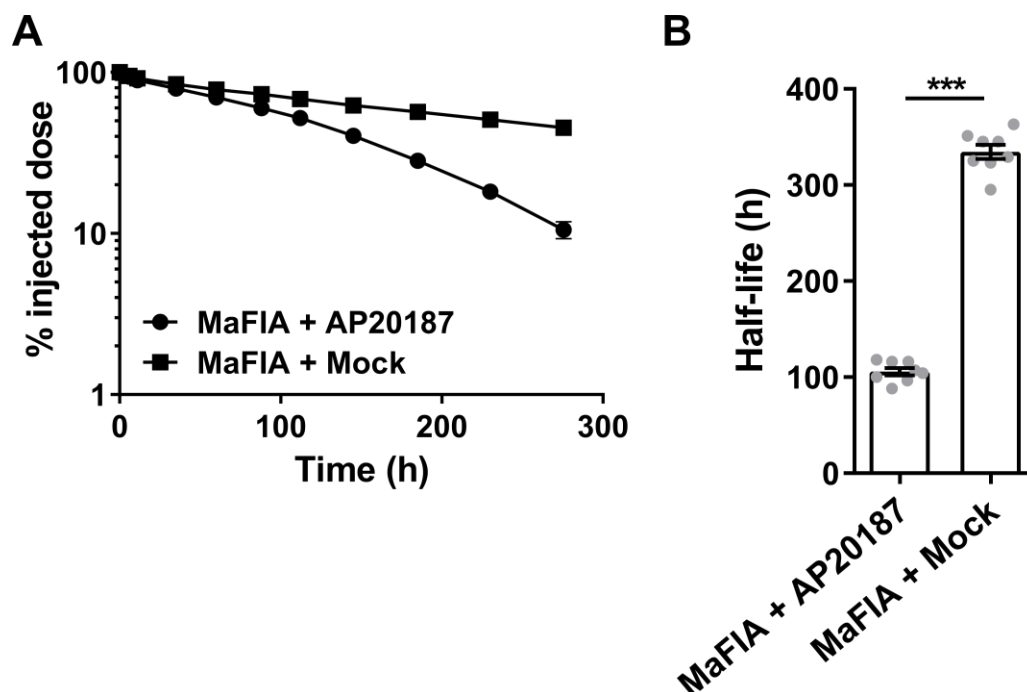 A
100
10
1
% injected dose
MaFIA + AP20187
MaFIA + Mock
0
100
200
300
Time (h)
B
***
400
300
200
100
0
Half-life (h)
MaFIA + AP20187
MaFIA + Mock